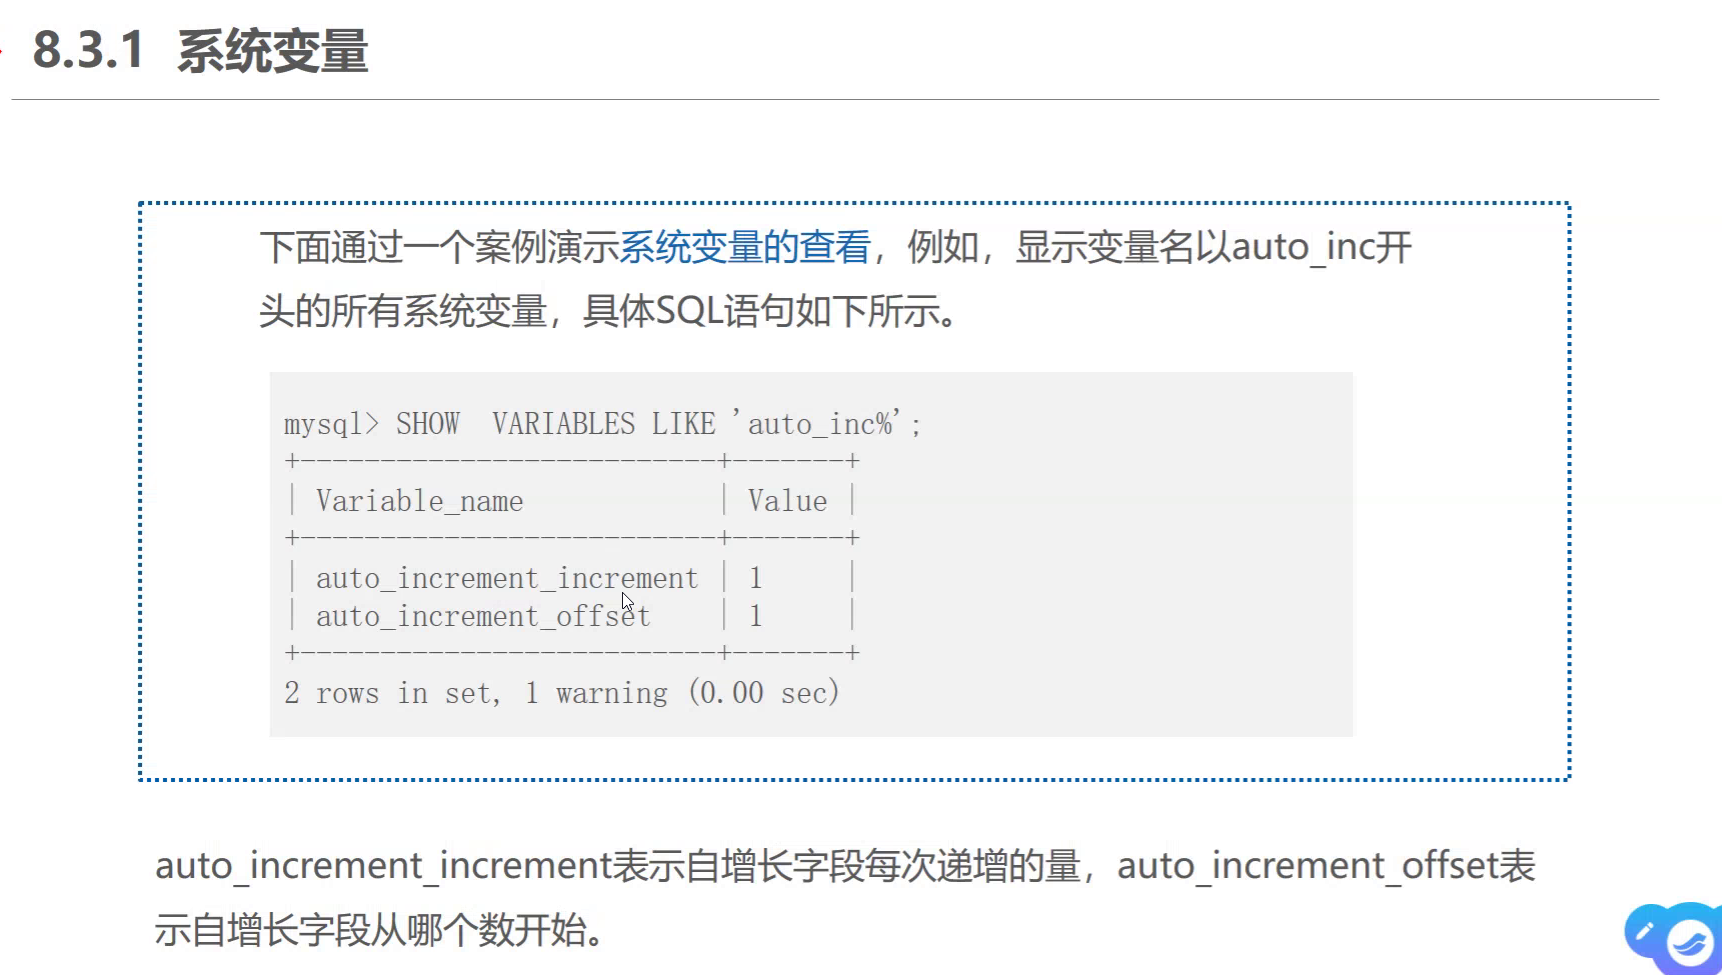 8.3.1 系统变量
下面通过一个案例演示系统变量的查看，例如，显示变量名以auto_inc开
头的所有系统变量，具体SQL语句如下所示。
mysql> SHOW  VARIABLES LIKE 'auto_inc%';
+--------------------------+-------+
| Variable_name            | Value |
+--------------------------+-------+
| auto_increment_increment | 1     |
| auto_increment_offset    | 1     |
+--------------------------+-------+
2 rows in set, 1 warning (0.00 sec)
auto_increment_increment表示自增长字段每次递增的量，auto_increment_offset表
示自增长字段从哪个数开始。